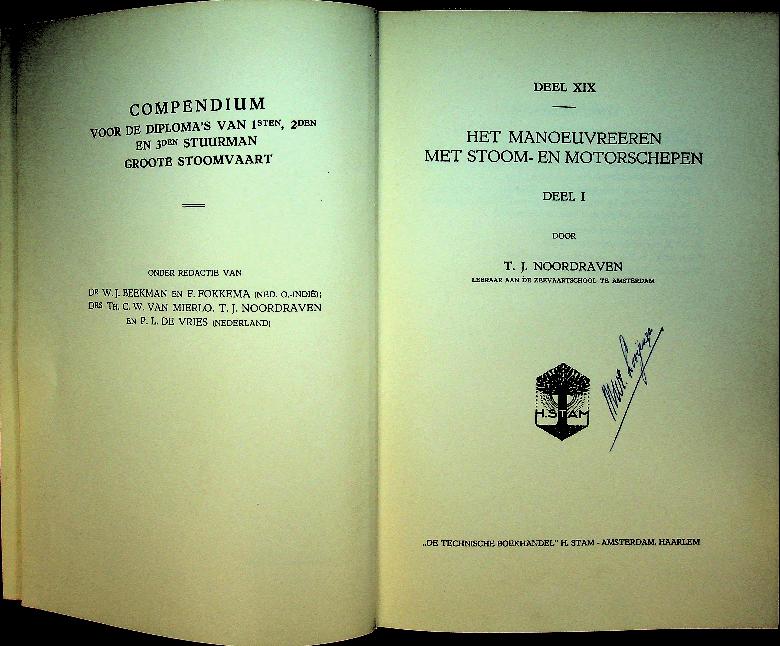 COMPENDIUM
VOOR DE DIPLOMA'S VAN 1STEN, 2DEN
EN 3DEN STUURMAN
GROOTE STOOMVAART
ONDER REDACTIE VAN
DR W. J. BEEKMAN EN F. FOKKEMA (NED. O.-INDIË);
DRS TH. C. W. VAN MIERLO, T. J. NOORDRAVEN
EN P. L. DE VRIES (NEDERLAND)
DEEL XIX
HET MANOEUVREEREN
MET STOOM- EN MOTORSCHEPEN
DEEL I
DOOR
T. J. NOORDRAVEN
LEERAAR AAN DE ZEEVAARTSCHOOL TE AMSTERDAM
H. STAM
„DE TECHNISCHE BOEKHANDEL" H. STAM - AMSTERDAM, HAARLEM